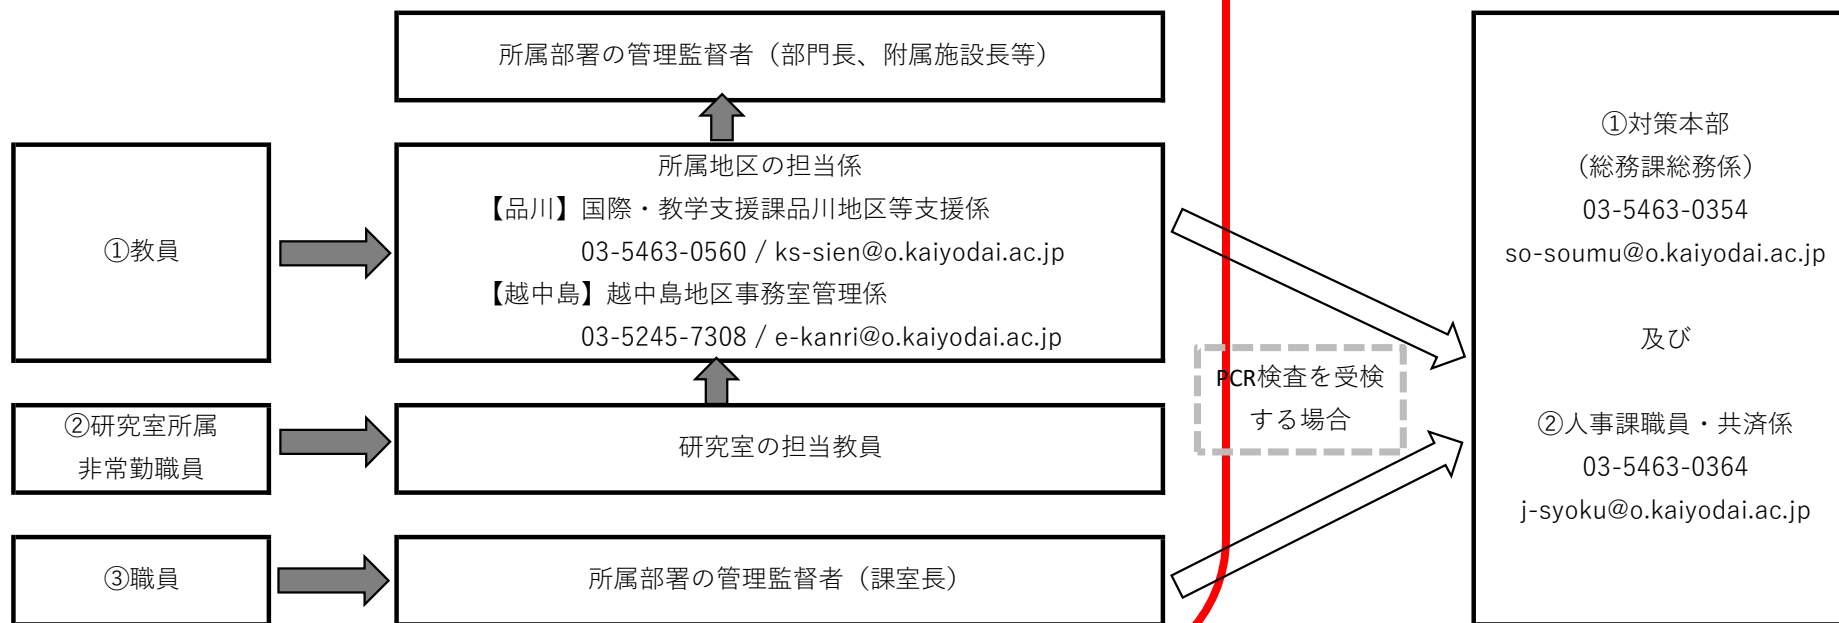 所属部署の管理監督者（部門長、附属施設長等）
①教員
所属地区の担当係
【品川】国際・教学支援課品川地区等支援係
03-5463-0560 / ks-sien@o.kaiyodai.ac.jp
【越中島】越中島地区事務室管理係
03-5245-7308 / e-kanri@o.kaiyodai.ac.jp
②研究室所属
非常勤職員
研究室の担当教員
③職員
所属部署の管理監督者（課室長）
PCR検査を受検
する場合
①対策本部
（総務課総務係）
03-5463-0354
so-soumu@o.kaiyodai.ac.jp
及び
②人事課職員・共済係
03-5463-0364
j-syoku@o.kaiyodai.ac.jp